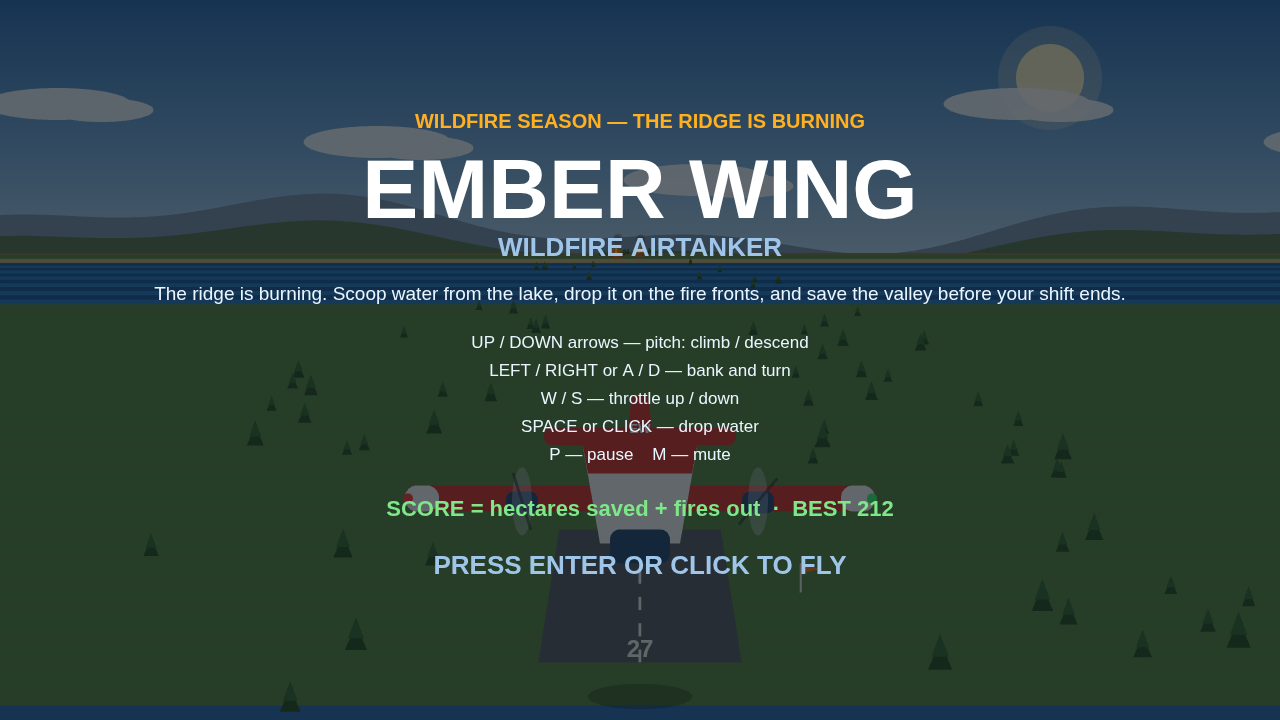 WILDFIRE SEASON — THE RIDGE IS BURNING
EMBER WING
WILDFIRE AIRTANKER
The ridge is burning. Scoop water from the lake, drop it on the fire fronts, and save the valley before your shift ends.
UP / DOWN arrows — pitch: climb / descend
LEFT / RIGHT or A / D — bank and turn
W / S — throttle up / down
SPACE or CLICK — drop water
P — pause    M — mute
SCORE = hectares saved + fires out · BEST 212
PRESS ENTER OR CLICK TO FLY
27